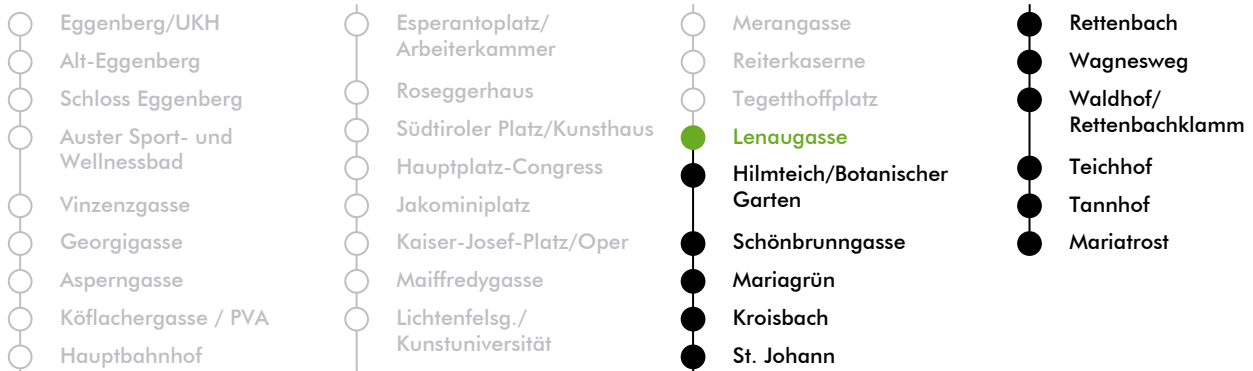 Eggenberg/UKH
Alt-Eggenberg
Schloss Eggenberg
Auster Sport- und
Wellnessbad
Vinzenzgasse
Georgigasse
Asperngasse
Köflachergasse / PVA
Hauptbahnhof
Esperantoplatz/
Arbeiterkammer
Roseggerhaus
Südtiroler Platz/Kunsthaus
Hauptplatz-Congress
Jakominiplatz
Kaiser-Josef-Platz/Oper
Maiffredygasse
Lichtenfelsg./
Kunstuniversität
Merangasse
Reiterkaserne
Tegetthoffplatz
Lenaugasse
Hilmteich/Botanischer
Garten
Schönbrunngasse
Mariagrün
Kroisbach
St. Johann
Rettenbach
Wagnesweg
Waldhof/
Rettenbachklamm
Teichhof
Tannhof
Mariatrost